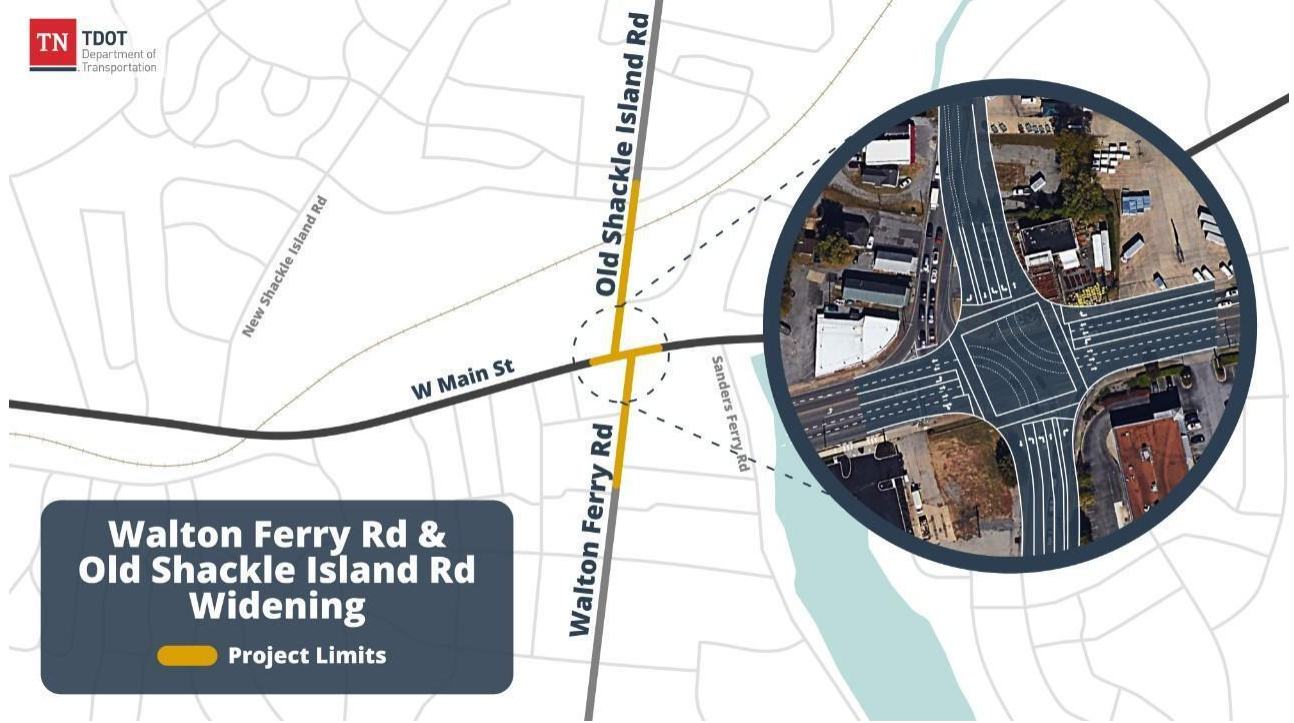 TN
TDOT
Department of
Transportation
Old Shackle Island Rd
New Shackle Island Rd
W Main St
Sanders Ferry Rd
Walton Ferry Rd
Walton Ferry Rd &
Old Shackle Island Rd
Widening
Project Limits